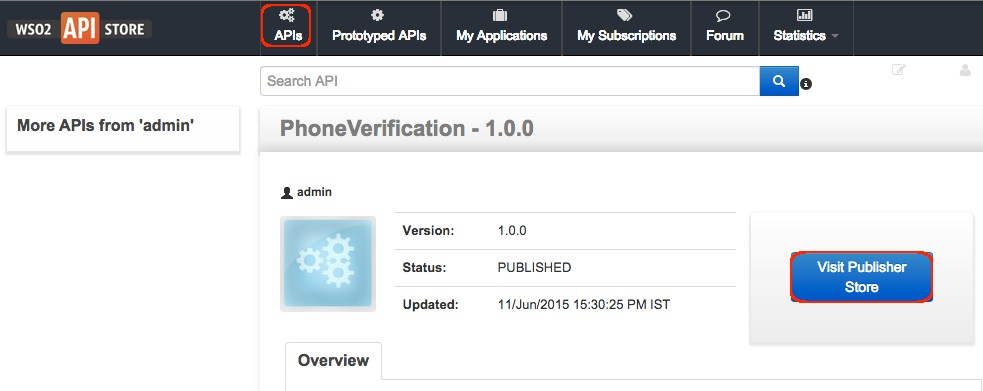 WSO2 API STORE
APIs
Prototyped APIs
My Applications
My Subscriptions
Forum
Statistics
Search API
More APIs from 'admin'
PhoneVerification - 1.0.0
admin
Version: 1.0.0
Status: PUBLISHED
Updated: 11/Jun/2015 15:30:25 PM IST
Visit Publisher
Store
Overview